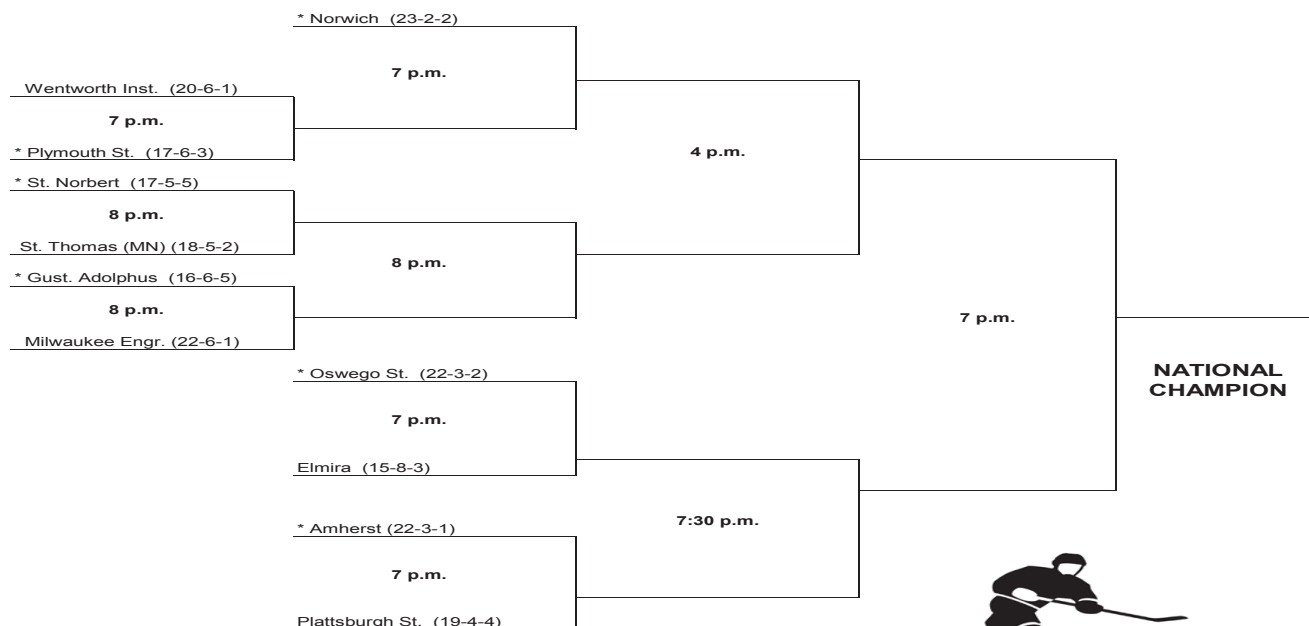 * Norwich (23-2-2)
7 p.m.
Wentworth Inst. (20-6-1)
7 p.m.
* Plymouth St. (17-6-3)
4 p.m.
* St. Norbert (17-5-5)
8 p.m.
St. Thomas (MN) (18-5-2)
8 p.m.
* Gust. Adolphus (16-6-5)
8 p.m.
Milwaukee Engr. (22-6-1)
7 p.m.
* Oswego St. (22-3-2)
7 p.m.
Elmira (15-8-3)
NATIONAL
CHAMPION
7:30 p.m.
* Amherst (22-3-1)
7 p.m.
Plattsburgh St. (19-4-4)